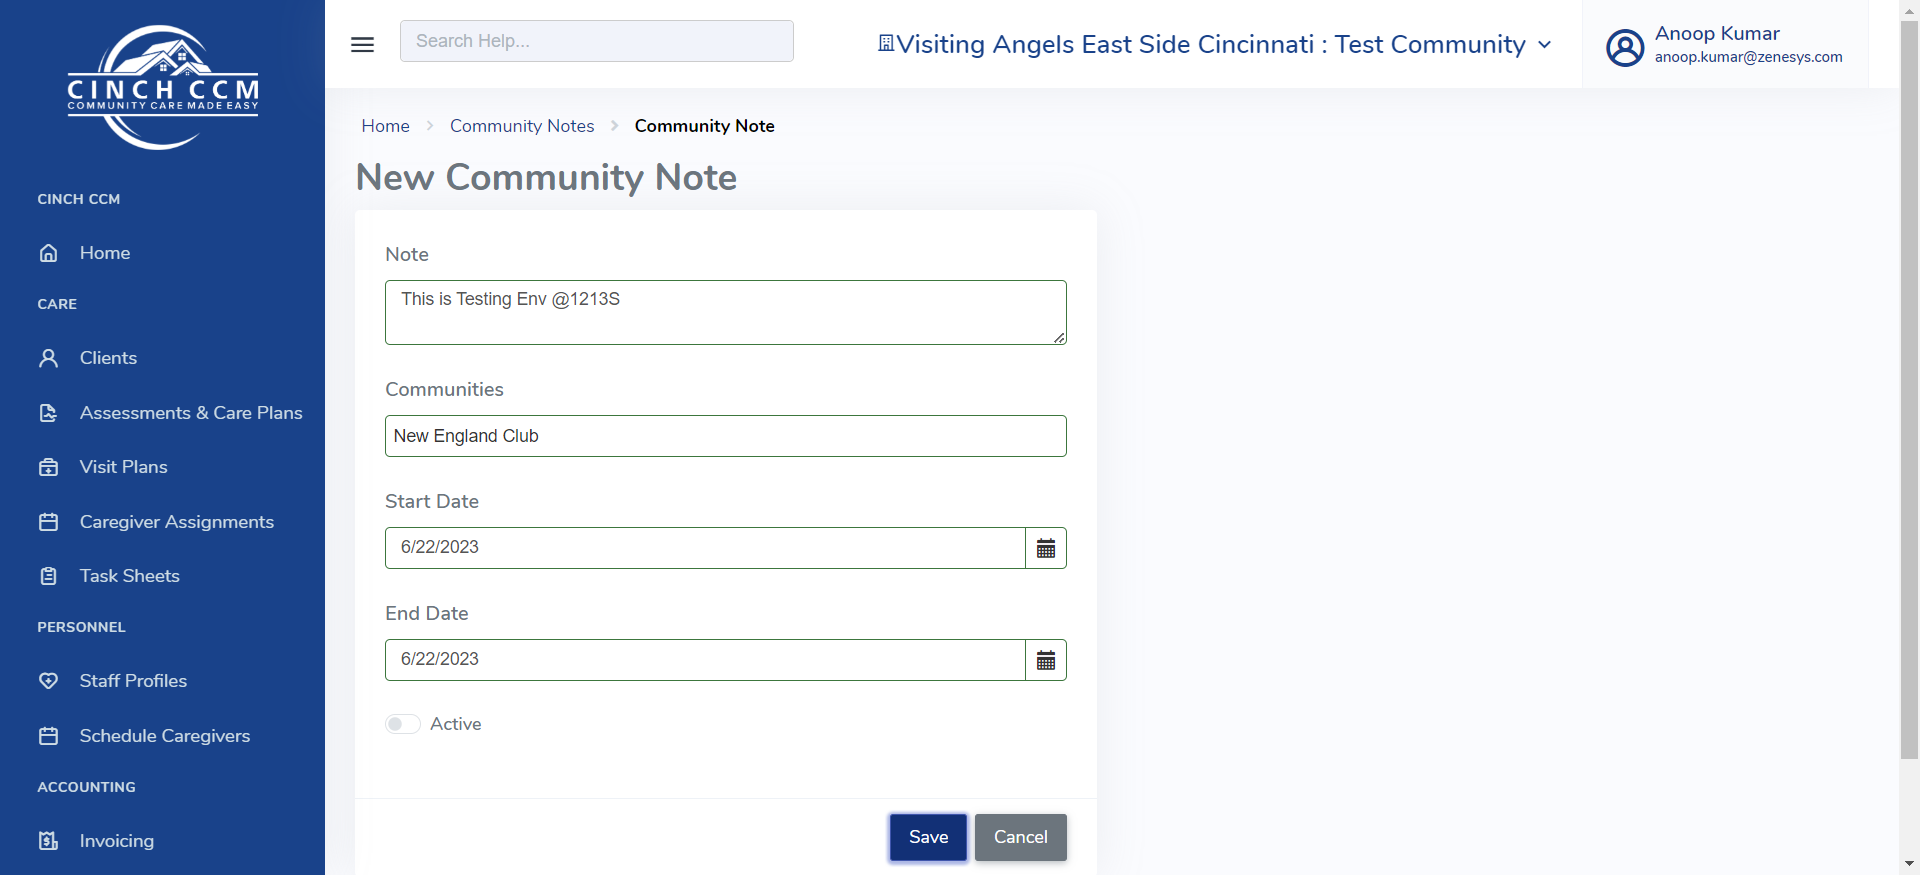 CINCH CCM
COMMUNITY CARE MADE EASY
CINCH CCM
Home
CARE
Clients
Assessments & Care Plans
Visit Plans
Caregiver Assignments
Task Sheets
PERSONNEL
Staff Profiles
Schedule Caregivers
ACCOUNTING
Invoicing
Search Help...
Visiting Angels East Side Cincinnati : Test Community
Anoop Kumar
anoop.kumar@zenesys.com
Home > Community Notes > Community Note
New Community Note
Note
This is Testing Env @1213S
Communities
New England Club
Start Date
6/22/2023
End Date
6/22/2023
Active
Save Cancel